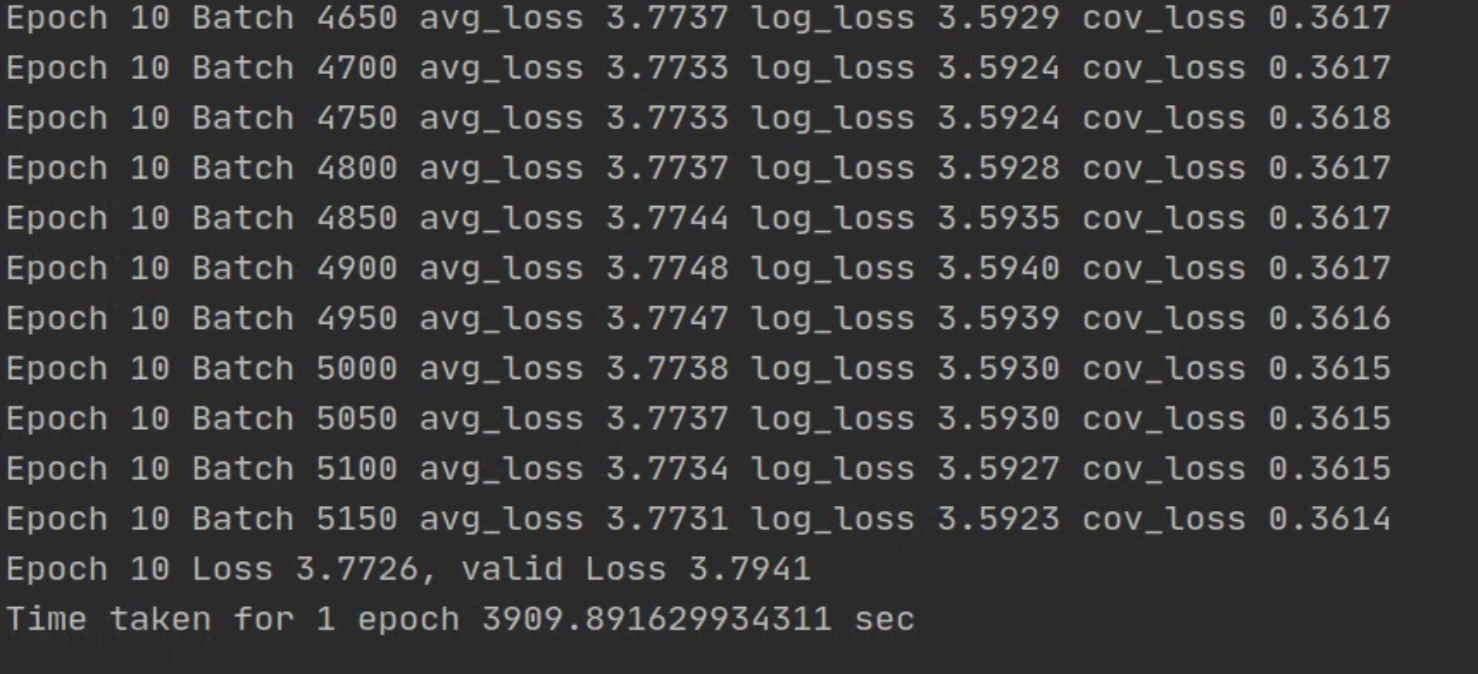 Epoch 10 Batch 4650 avg_loss 3.7737 log_loss 3.5929 cov_loss 0.3617
Epoch 10 Batch 4700 avg_loss 3.7733 log_loss 3.5924 cov_loss 0.3617
Epoch 10 Batch 4750 avg_loss 3.7733 log_loss 3.5924 cov_loss 0.3618
Epoch 10 Batch 4800 avg_loss 3.7737 log_loss 3.5928 cov_loss 0.3617
Epoch 10 Batch 4850 avg_loss 3.7744 log_loss 3.5935 cov_loss 0.3617
Epoch 10 Batch 4900 avg_loss 3.7748 log_loss 3.5940 cov_loss 0.3617
Epoch 10 Batch 4950 avg_loss 3.7747 log_loss 3.5939 cov_loss 0.3616
Epoch 10 Batch 5000 avg_loss 3.7738 log_loss 3.5930 cov_loss 0.3615
Epoch 10 Batch 5050 avg_loss 3.7737 log_loss 3.5930 cov_loss 0.3615
Epoch 10 Batch 5100 avg_loss 3.7734 log_loss 3.5927 cov_loss 0.3615
Epoch 10 Batch 5150 avg_loss 3.7731 log_loss 3.5923 cov_loss 0.3614
Epoch 10 Loss 3.7726, valid Loss 3.7941
Time taken for 1 epoch 3909.891629934311 sec